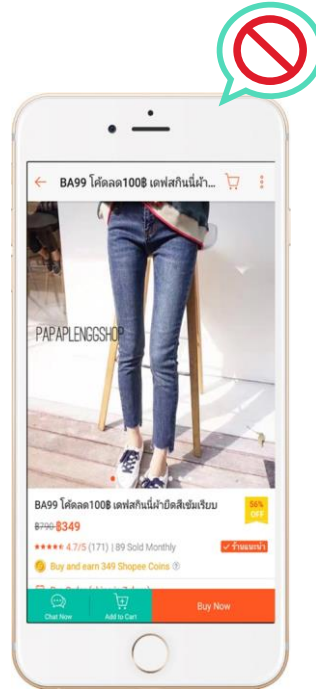 BA99 โค้ดลด100฿ เดฟสกินนี่ผ้า...
PAPAPLENGGSHOP
BA99 โค้ดลด100฿ เดฟสกินนี่ผ้ายืดสีเข้มเรียบ
56%
OFF
฿790 ฿349
4.7/5 (171) | 89 Sold Monthly
ร้านแนะนำ
Buy and earn 349 Shopee Coins
Chat Now
Add to Cart
Buy Now